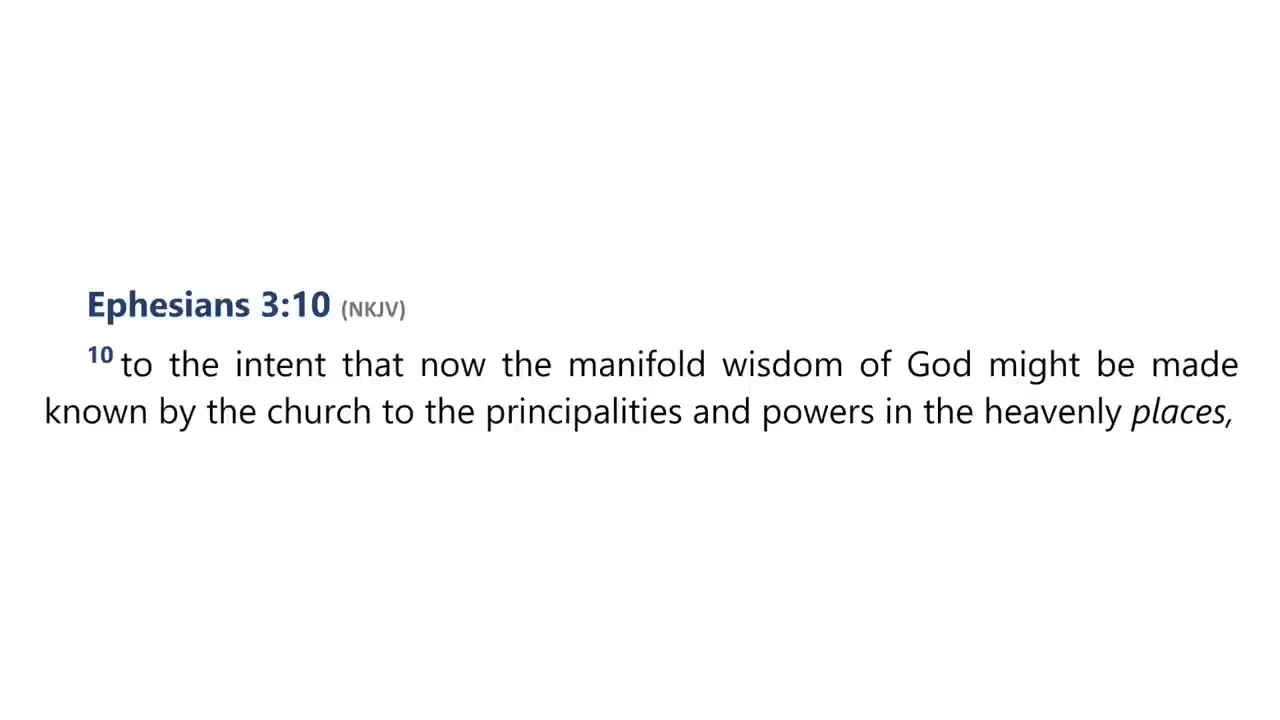 Ephesians 3:10 (NKJV)
10 to the intent that now the manifold wisdom of God might be made
known by the church to the principalities and powers in the heavenly places,